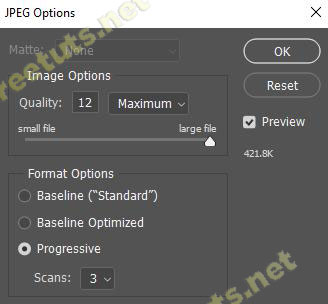 JPEG Options
Matte: None
OK
Image Options
Reset
Quality: 12 Maximum
Preview
small file large file
421.8K
Format Options
Baseline ("Standard")
Baseline Optimized
Progressive
Scans: 3
freetuts.net
freetuts.net